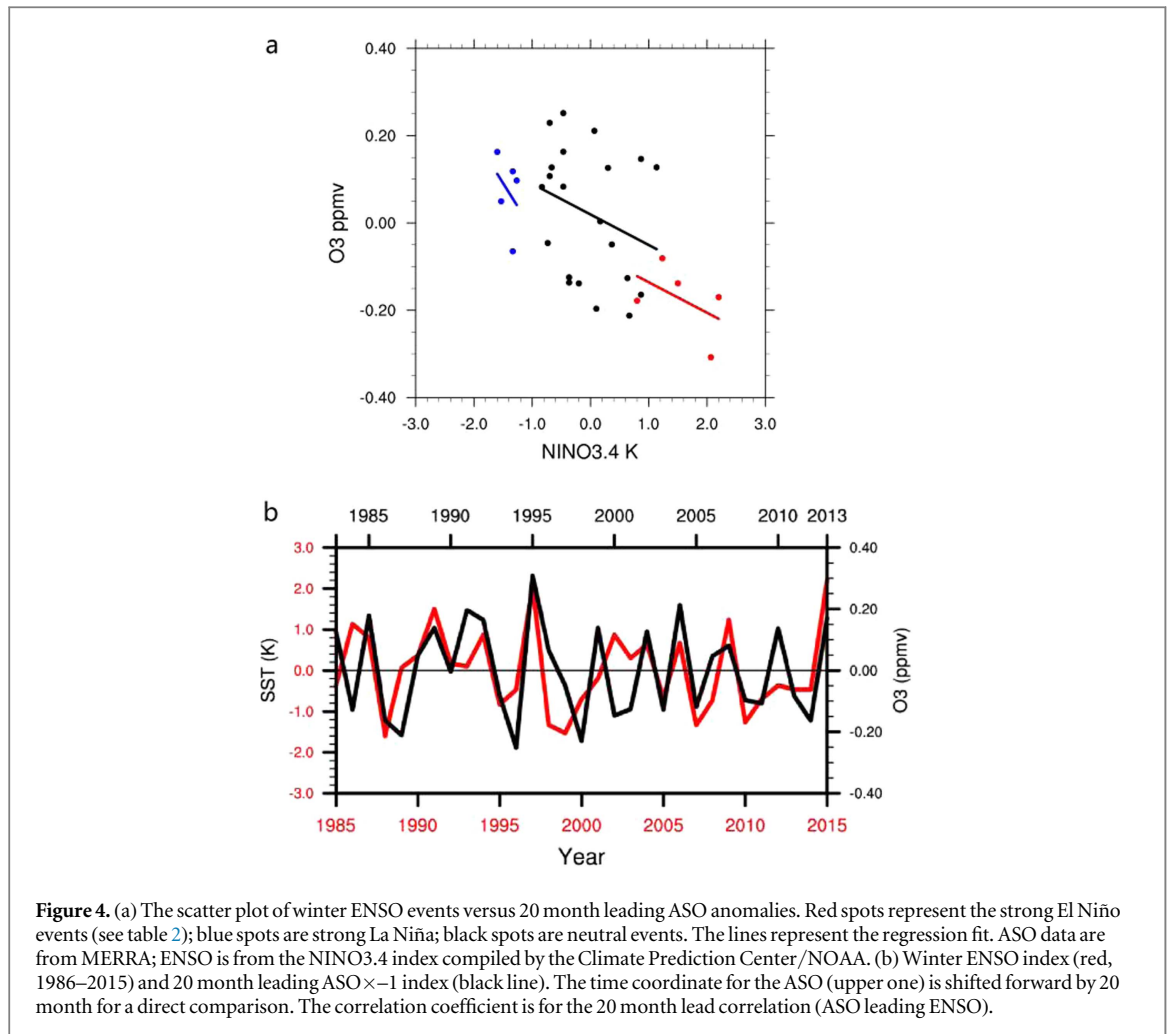 a
0.40
0.20
0.00
-0.20
-0.40
O3 ppmv
-3.0 -2.0 -1.0 0.0 1.0 2.0 3.0
NINO3.4 K
b
1985 1990 1995 2000 2005 2010 2013
3.0 0.40
2.0
0.20
1.0
0.0 0.00
-1.0
-0.20
-2.0
-3.0 -0.40
SST (K)
O3 (ppmv)
1985 1990 1995 2000 2005 2010 2015
Year
Figure 4. (a) The scatter plot of winter ENSO events versus 20 month leading ASO anomalies. Red spots represent the strong El Niño
events (see table 2); blue spots are strong La Niña; black spots are neutral events. The lines represent the regression fit. ASO data are
from MERRA; ENSO is from the NINO3.4 index compiled by the Climate Prediction Center/NOAA. (b) Winter ENSO index (red,
1986–2015) and 20 month leading ASO×−1 index (black line). The time coordinate for the ASO (upper one) is shifted forward by 20
month for a direct comparison. The correlation coefficient is for the 20 month lead correlation (ASO leading ENSO).